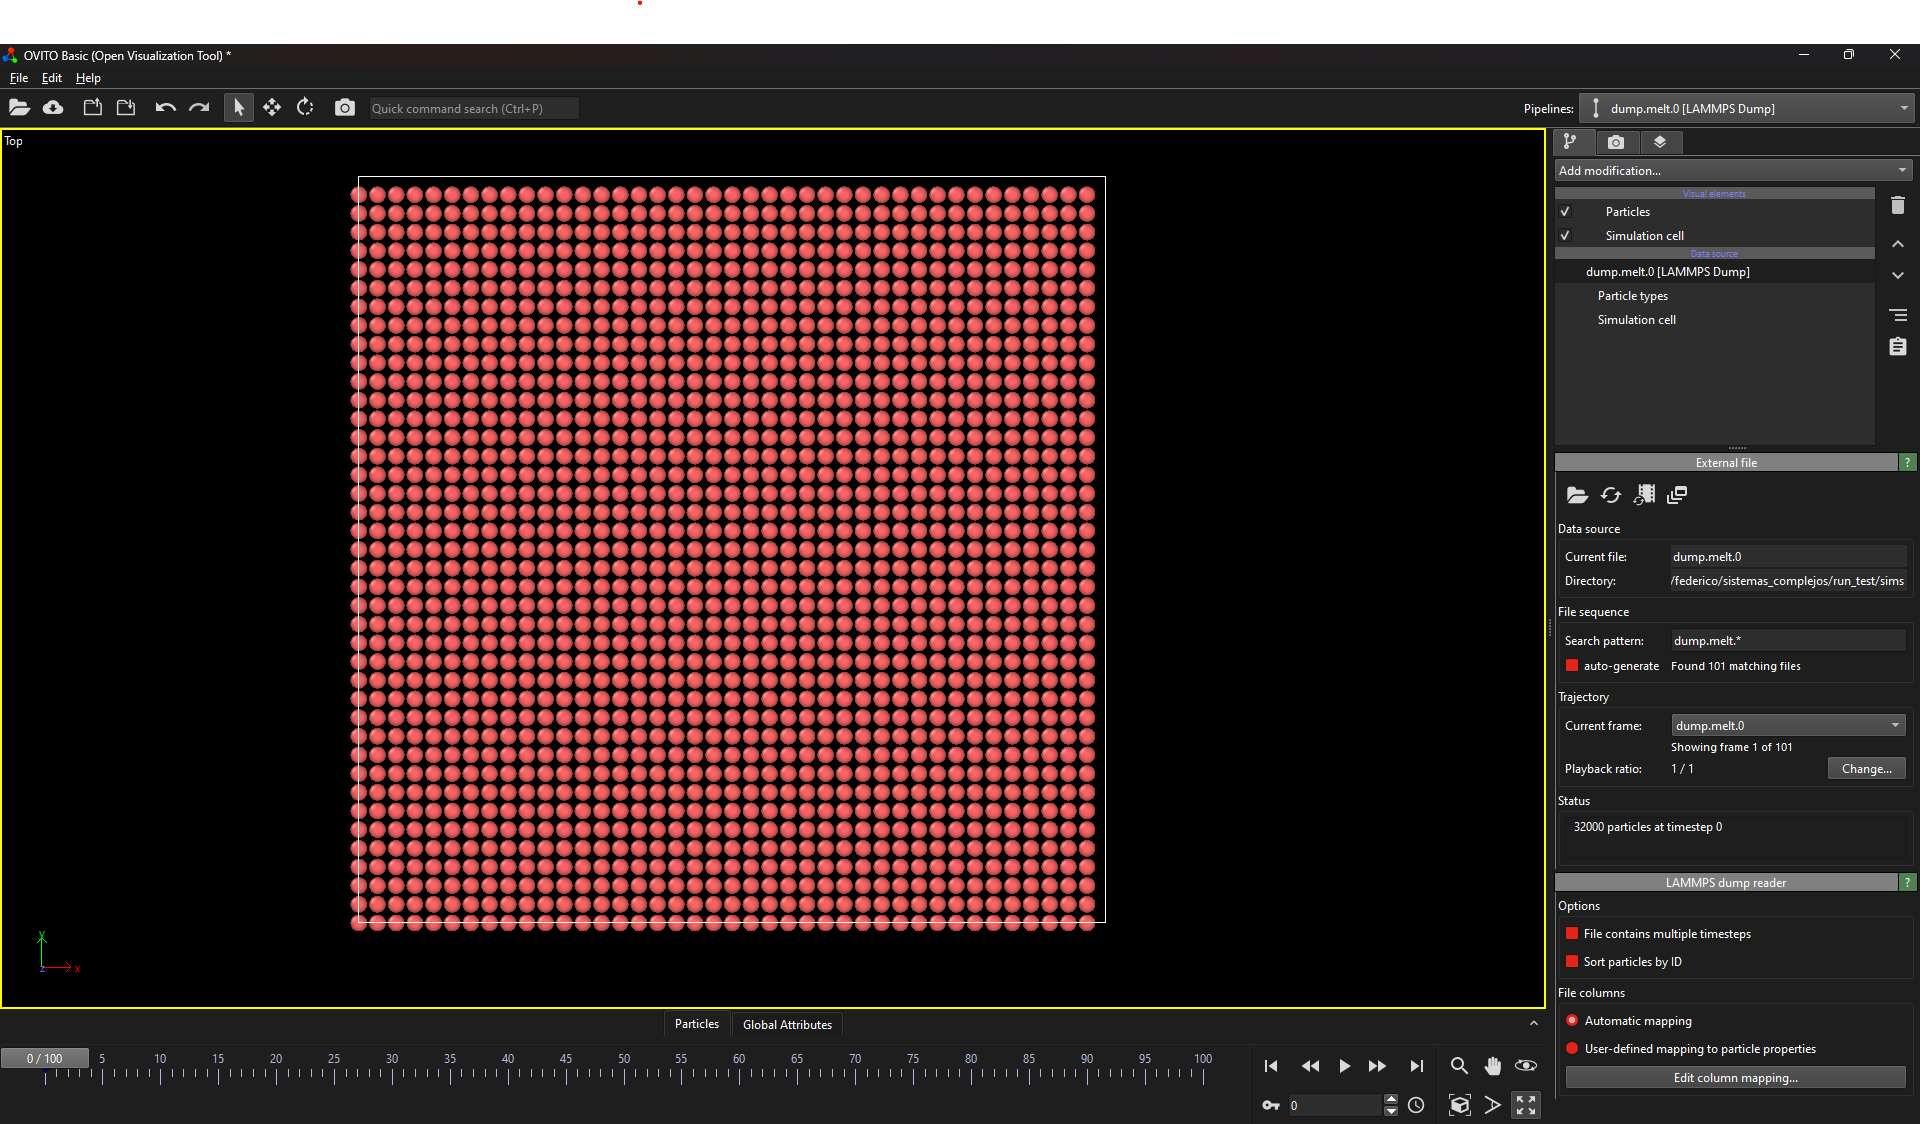 OVITO Basic (Open Visualization Tool) *
File Edit Help
Quick command search (Ctrl+P)
Pipelines: dump.melt.0 [LAMMPS Dump]
Top
Add modification...
Visual elements
Particles
Simulation cell
Data source
dump.melt.0 [LAMMPS Dump]
Particle types
Simulation cell
External file ?
Data source
Current file: dump.melt.0
Directory: /federico/sistemas_complejos/run_test/sims
File sequence
Search pattern: dump.melt.*
auto-generate Found 101 matching files
Trajectory
Current frame: dump.melt.0
Showing frame 1 of 101
Playback ratio: 1 / 1 Change...
Status
32000 particles at timestep 0
LAMMPS dump reader ?
Options
File contains multiple timesteps
Sort particles by ID
File columns
Automatic mapping
User-defined mapping to particle properties
Edit column mapping...
y
z x
Particles Global Attributes
0 / 100 5 10 15 20 25 30 35 40 45 50 55 60 65 70 75 80 85 90 95 100
0